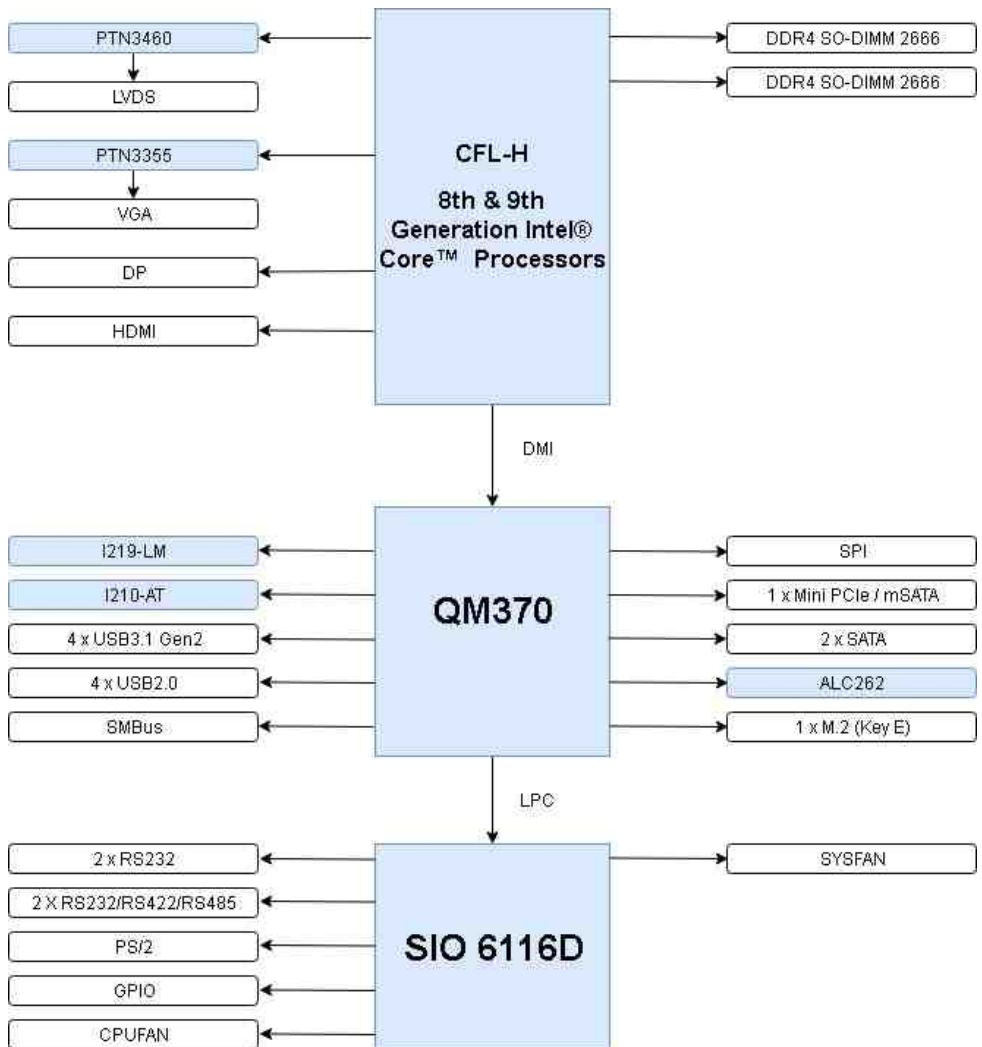 PTN3460
DDR4 SO-DIMM 2666
LVDS
DDR4 SO-DIMM 2666
PTN3355
VGA
DP
HDMI
CFL-H
8th & 9th
Generation Intel®
Core™ Processors
DMI
I219-LM
I210-AT
4 x USB3.1 Gen2
4 x USB2.0
SMBus
QM370
SPI
1 x Mini PCIe / mSATA
2 x SATA
ALC262
1 x M.2 (Key E)
LPC
2 x RS232
2 X RS232/RS422/RS485
PS/2
GPIO
CPUFAN
SIO 6116D
SYSFAN